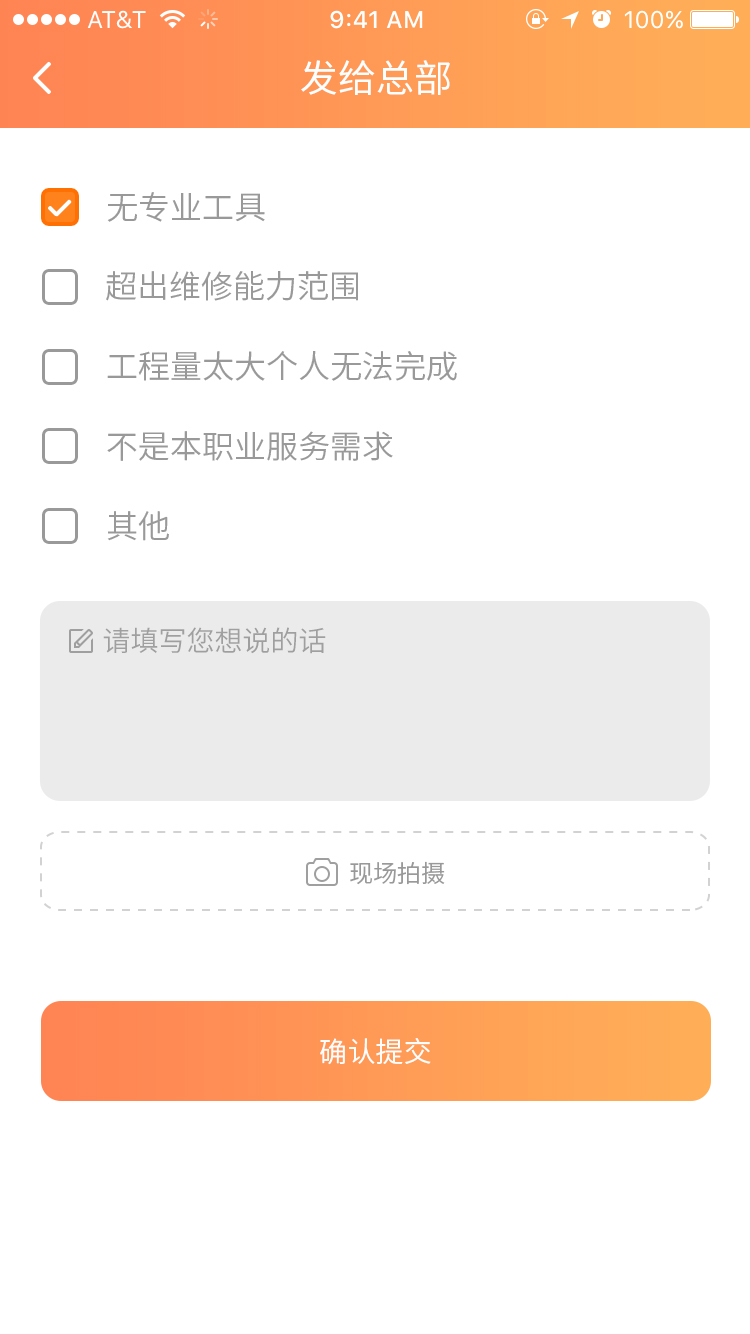 AT&T 9:41 AM 100%
发给总部
无专业工具
超出维修能力范围
工程量太大个人无法完成
不是本职业服务需求
其他
请填写您想说的话
现场拍摄
确认提交